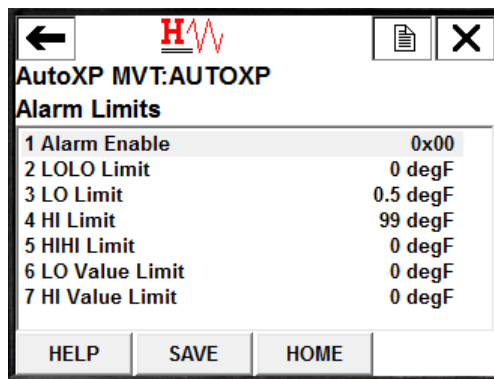 H
AutoXP MVT:AUTOXP
Alarm Limits
1 Alarm Enable 0x00
2 LOLO Limit 0 degF
3 LO Limit 0.5 degF
4 HI Limit 99 degF
5 HIHI Limit 0 degF
6 LO Value Limit 0 degF
7 HI Value Limit 0 degF
HELP SAVE HOME